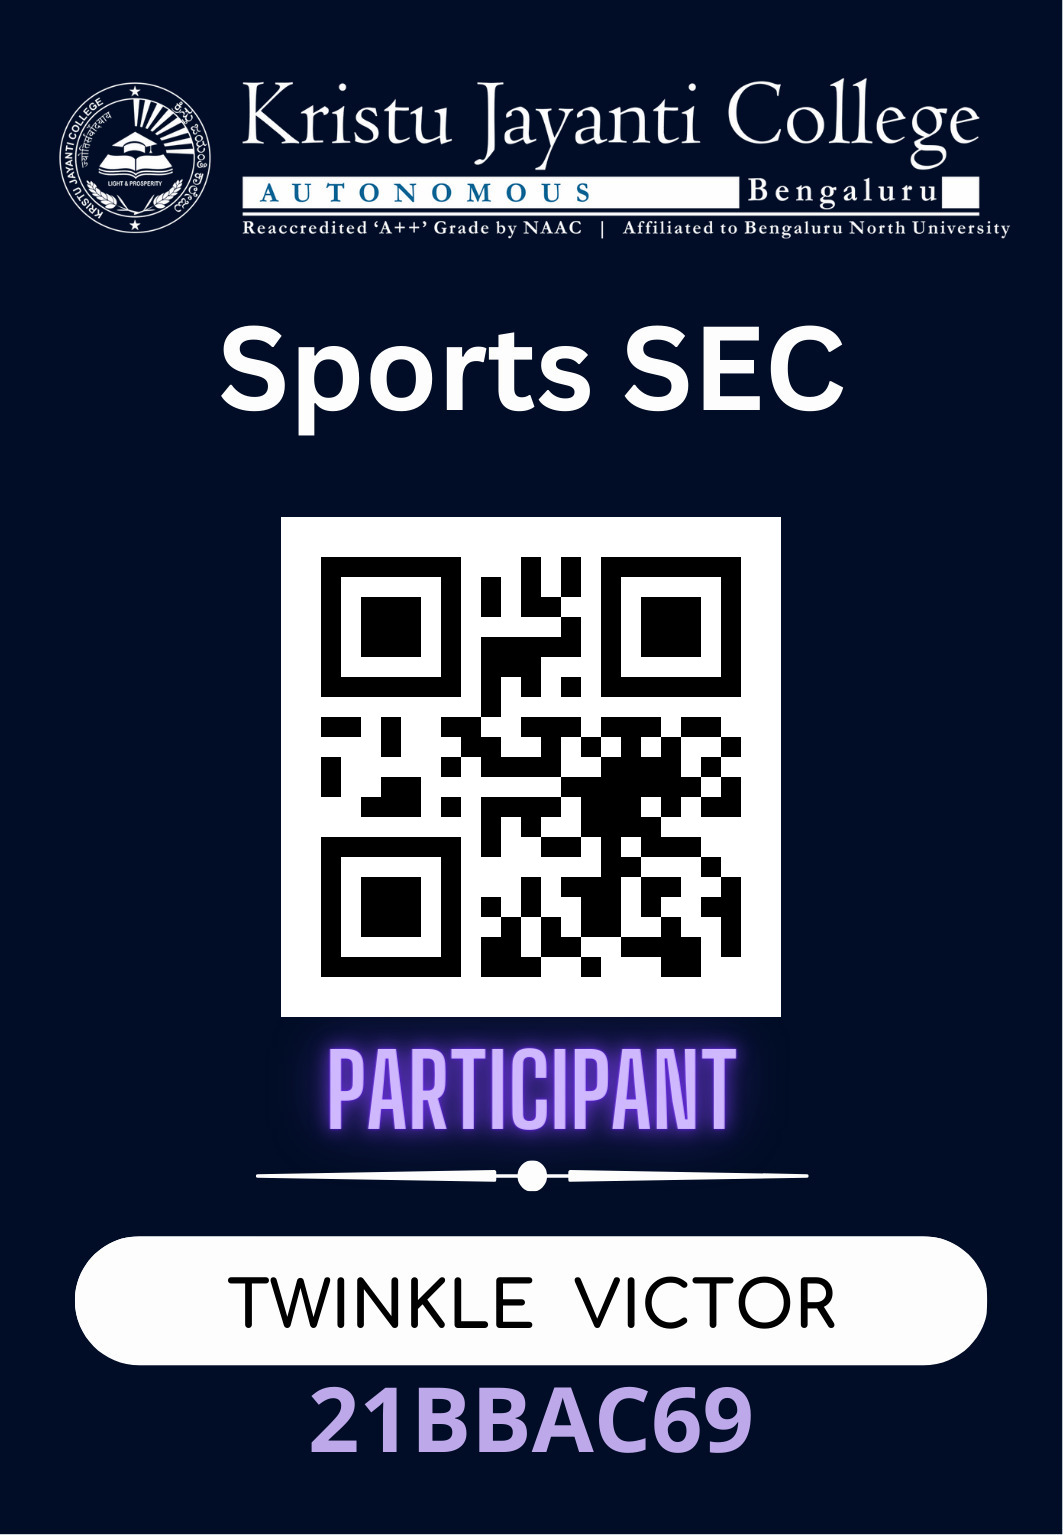 KRISTU JAYANTI COLLEGE
ಕ್ರಿಸ್ತು ಜಯಂತಿ ಕಾಲೇಜು
LIGHT & PROSPERITY
Kristu Jayanti College
AUTONOMOUS Bengaluru
Reaccredited ‘A++’ Grade by NAAC | Affiliated to Bengaluru North University
Sports SEC
PARTICIPANT
TWINKLE VICTOR
21BBAC69